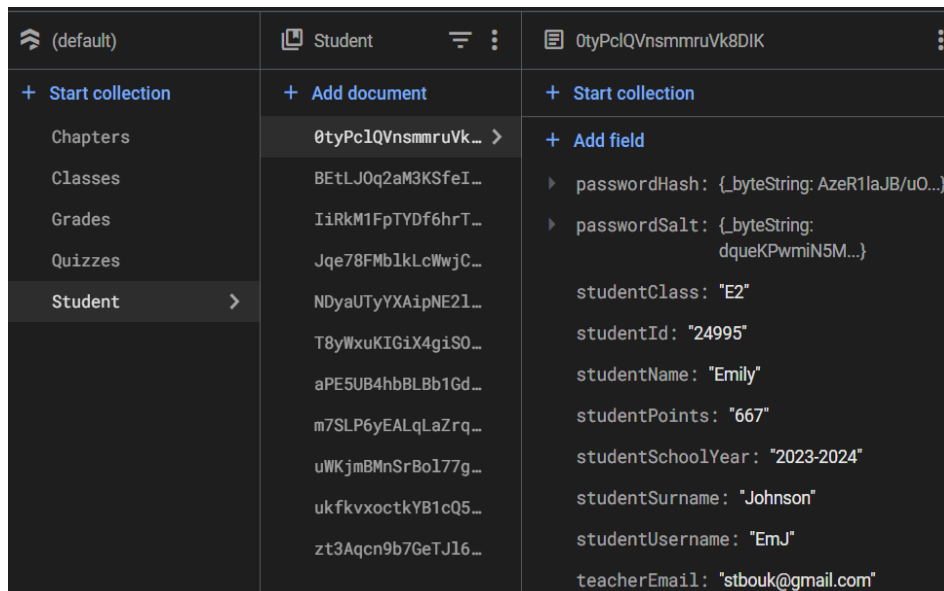 (default)
Start collection
Chapters
Classes
Grades
Quizzes
Student
Student
Add document
0tyPclQVnsmmruVk…
BEtLJOq2aM3KSfeI…
IiRkM1FpTYDf6hrT…
Jqe78FMblkLcWwjC…
NDyaUTyYXAipNE2l…
T8yWxuKIGiX4giSO…
aPE5UB4hbBLBb1Gd…
m7SLP6yEALqLaZrq…
uWKjmBMnSrBol77g…
ukfkvxoctkYB1cQ5…
zt3Aqcn9b7GeTJl6…
0tyPclQVnsmmruVk8DIK
Start collection
Add field
passwordHash: {_byteString: AzeR1laJB/uO...}
passwordSalt: {_byteString:
dqueKPwmiN5M...}
studentClass: "E2"
studentId: "24995"
studentName: "Emily"
studentPoints: "667"
studentSchoolYear: "2023-2024"
studentSurname: "Johnson"
studentUsername: "EmJ"
teacherEmail: "stbouk@gmail.com"